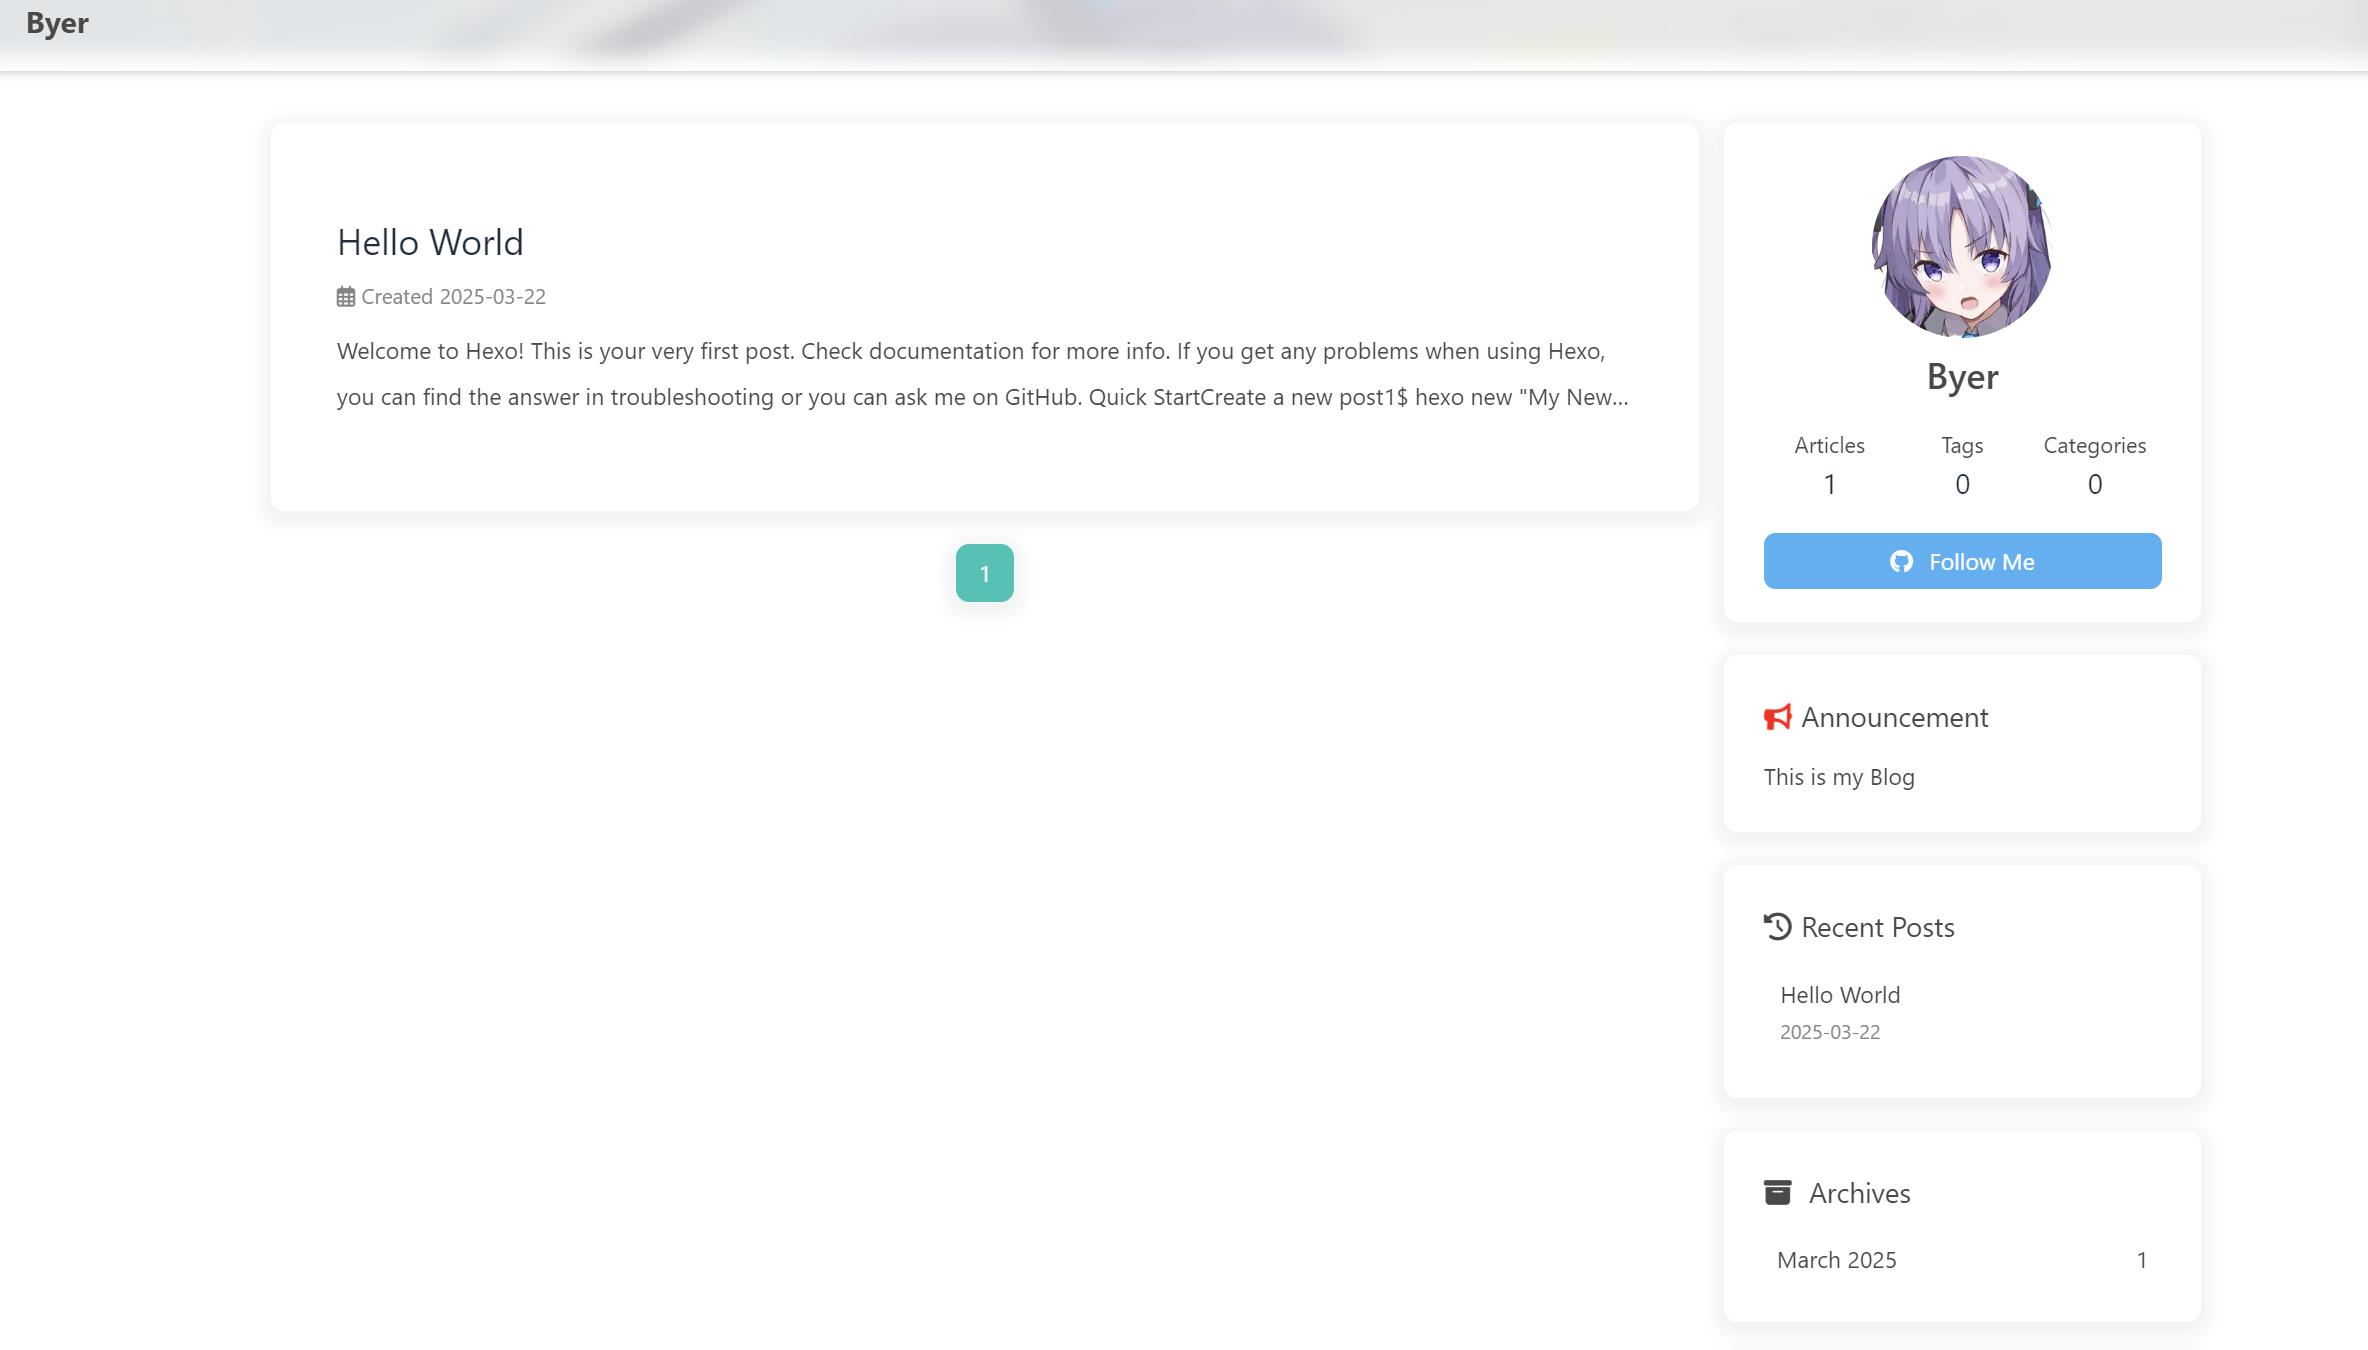 Byer
Hello World
Created 2025-03-22
Welcome to Hexo! This is your very first post. Check documentation for more info. If you get any problems when using Hexo,
you can find the answer in troubleshooting or you can ask me on GitHub. Quick StartCreate a new post1$ hexo new "My New...
1
Byer
Articles Tags Categories
1 0 0
Follow Me
Announcement
This is my Blog
Recent Posts
Hello World
2025-03-22
Archives
March 2025 1